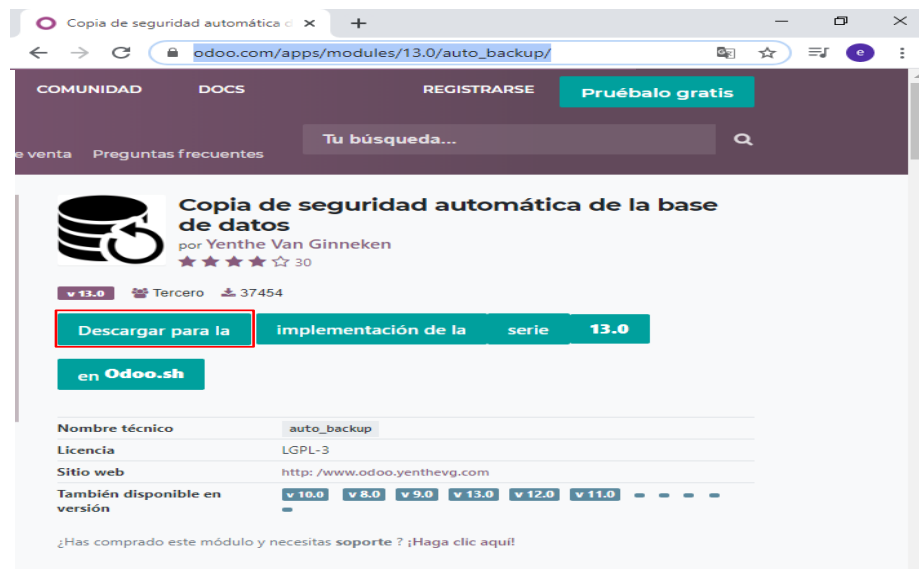 Copia de seguridad automática d
odoo.com/apps/modules/13.0/auto_backup/
e
COMUNIDAD DOCS REGISTRARSE Pruébalo gratis
Tu búsqueda...
e venta Preguntas frecuentes
Copia de seguridad automática de la base
de datos
por Yenthe Van Ginneken
30
v 13.0 Tercero 37454
Descargar para la implementación de la serie 13.0
en Odoo.sh
Nombre técnico auto_backup
Licencia LGPL-3
Sitio web http: /www.odoo.yenthevg.com
También disponible en v 10.0 v 8.0 v 9.0 v 13.0 v 12.0 v 11.0
versión
¿Has comprado este módulo y necesitas soporte ? ¡Haga clic aquí!